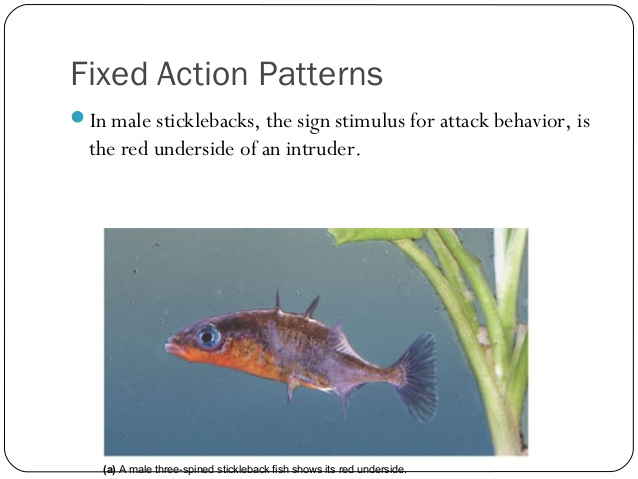 Fixed Action Patterns
In male sticklebacks, the sign stimulus for attack behavior, is
the red underside of an intruder.
(a) A male three-spined stickleback fish shows its red underside.